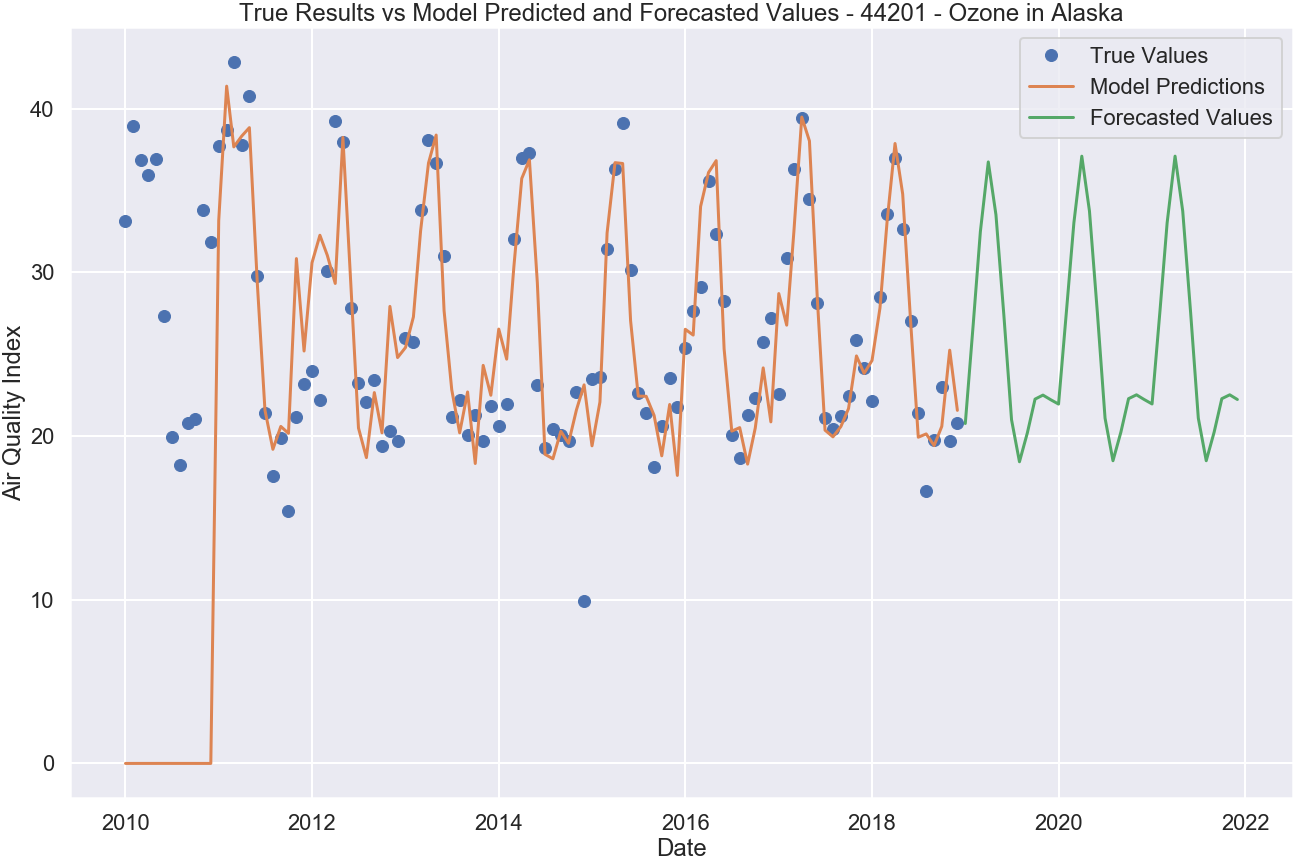 True Results vs Model Predicted and Forecasted Values - 44201 - Ozone in Alaska
True Values
Model Predictions
Forecasted Values
Air Quality Index
40
30
20
10
0
2010 2012 2014 2016 2018 2020 2022
Date